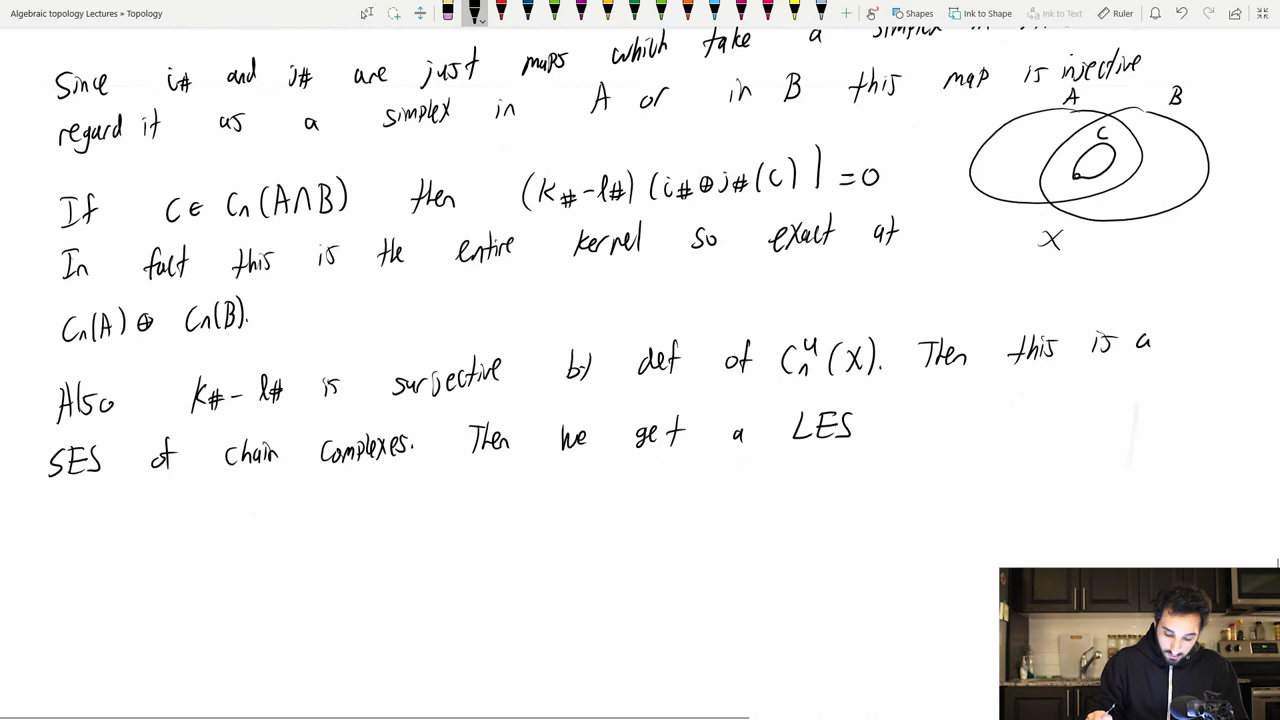 Algebraic topology Lectures » Topology
Shapes
Ink to Shape
Ink to Text
Ruler
Since i# and j# are just maps which take a simplex
regard it as a simplex in A or in B this map is injective
A B
C
X
If C ∈ Cn(A∩B) then (k#-l#)(i#⊕j#(C))=0
In fact this is the entire kernel so exact at
Cn(A) ⊕ Cn(B).
Also k#-l# is surjective by def of Cₙᵁ(X). Then this is a
SES of chain complexes. Then we get a LES